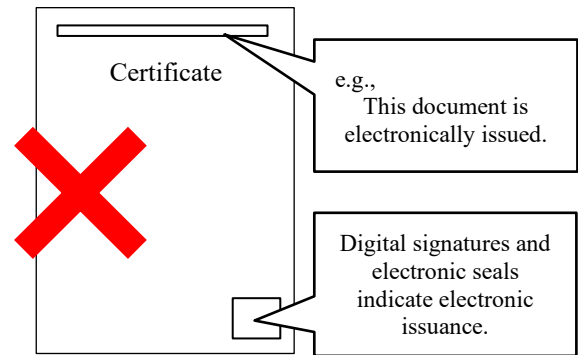 Certificate
e.g.,
This document is
electronically issued.
Digital signatures and
electronic seals
indicate electronic
issuance.